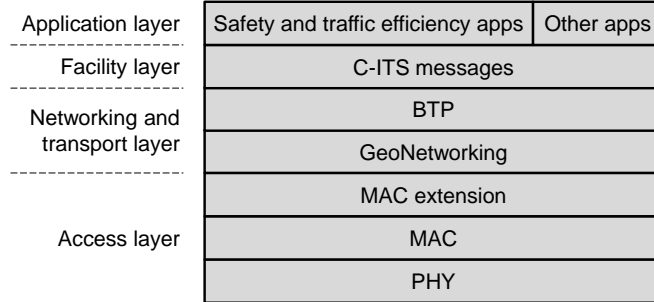 Application layer
Safety and traffic efficiency apps
Other apps
Facility layer
C-ITS messages
Networking and
transport layer
BTP
GeoNetworking
Access layer
MAC extension
MAC
PHY